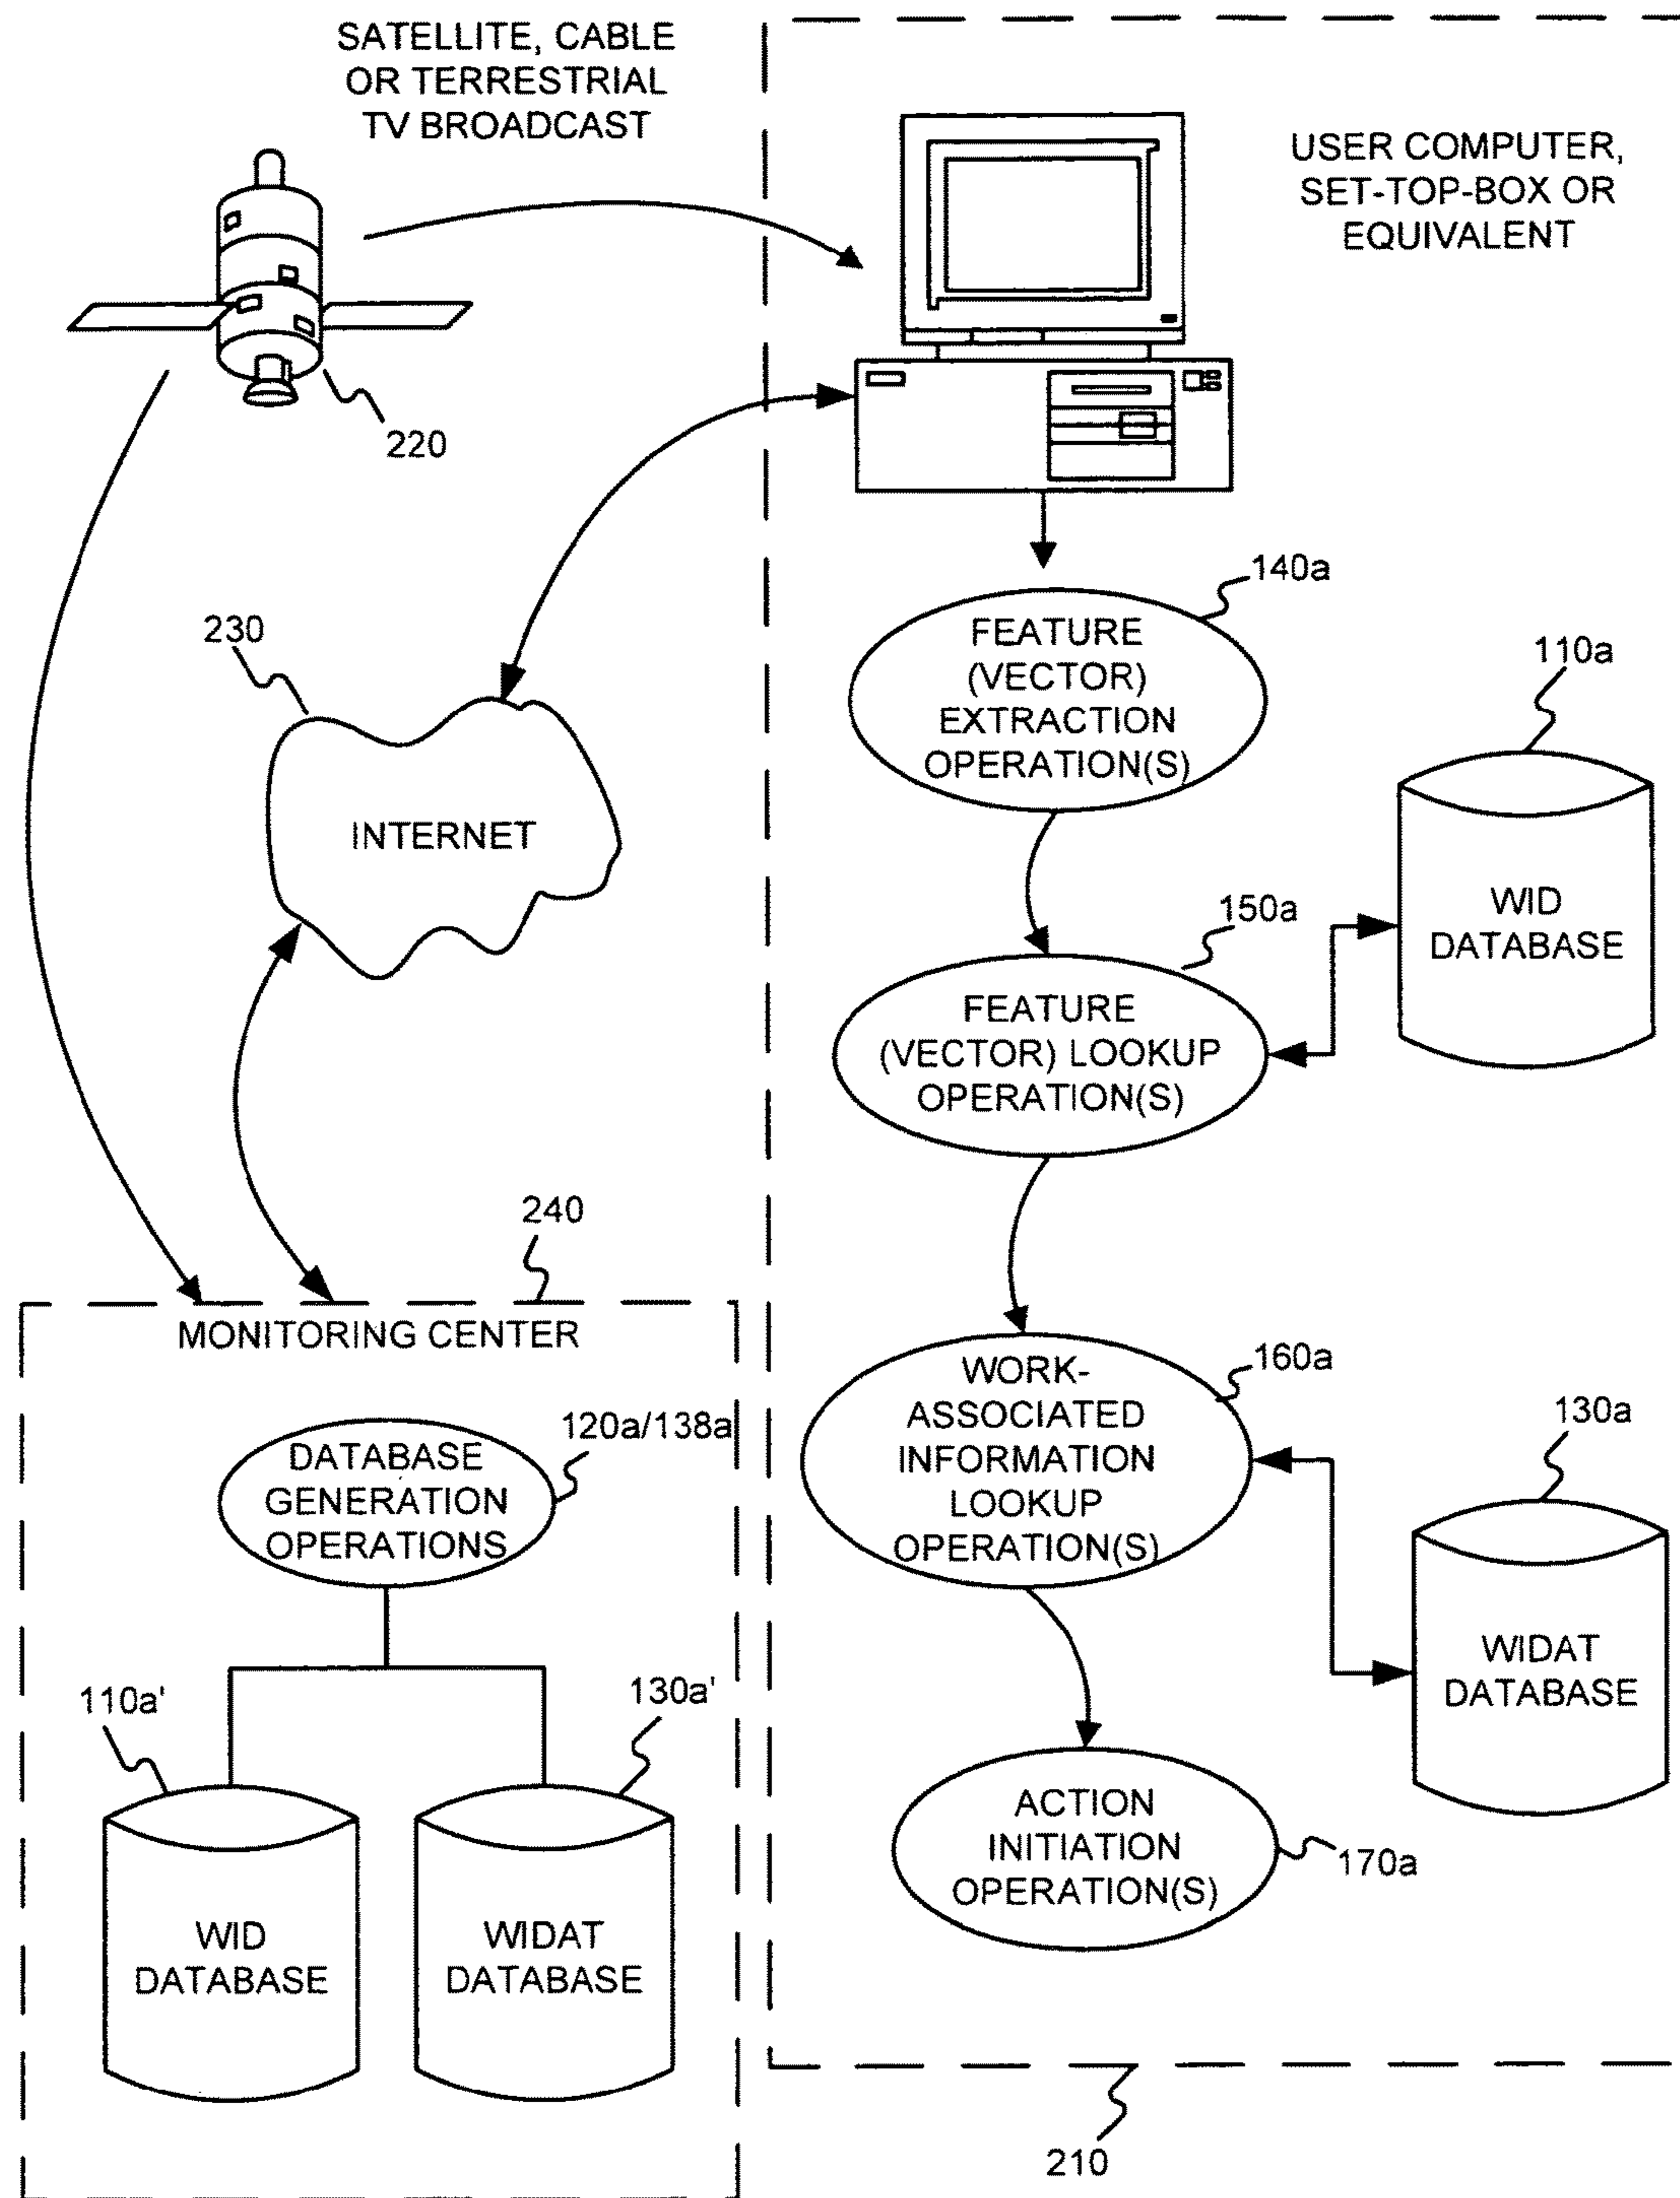 SATELLITE, CABLE
OR TERRESTRIAL
TV BROADCAST
USER COMPUTER,
SET-TOP-BOX OR
EQUIVALENT
220
140a
FEATURE
(VECTOR)
EXTRACTION
OPERATION(S)
230
INTERNET
110a
WID
DATABASE
150a
FEATURE
(VECTOR) LOOKUP
OPERATION(S)
240
MONITORING CENTER
120a/138a
DATABASE
GENERATION
OPERATIONS
110a'
130a'
WID
DATABASE
WIDAT
DATABASE
160a
WORK-
ASSOCIATED
INFORMATION
LOOKUP
OPERATION(S)
130a
WIDAT
DATABASE
ACTION
INITIATION
OPERATION(S)
170a
210